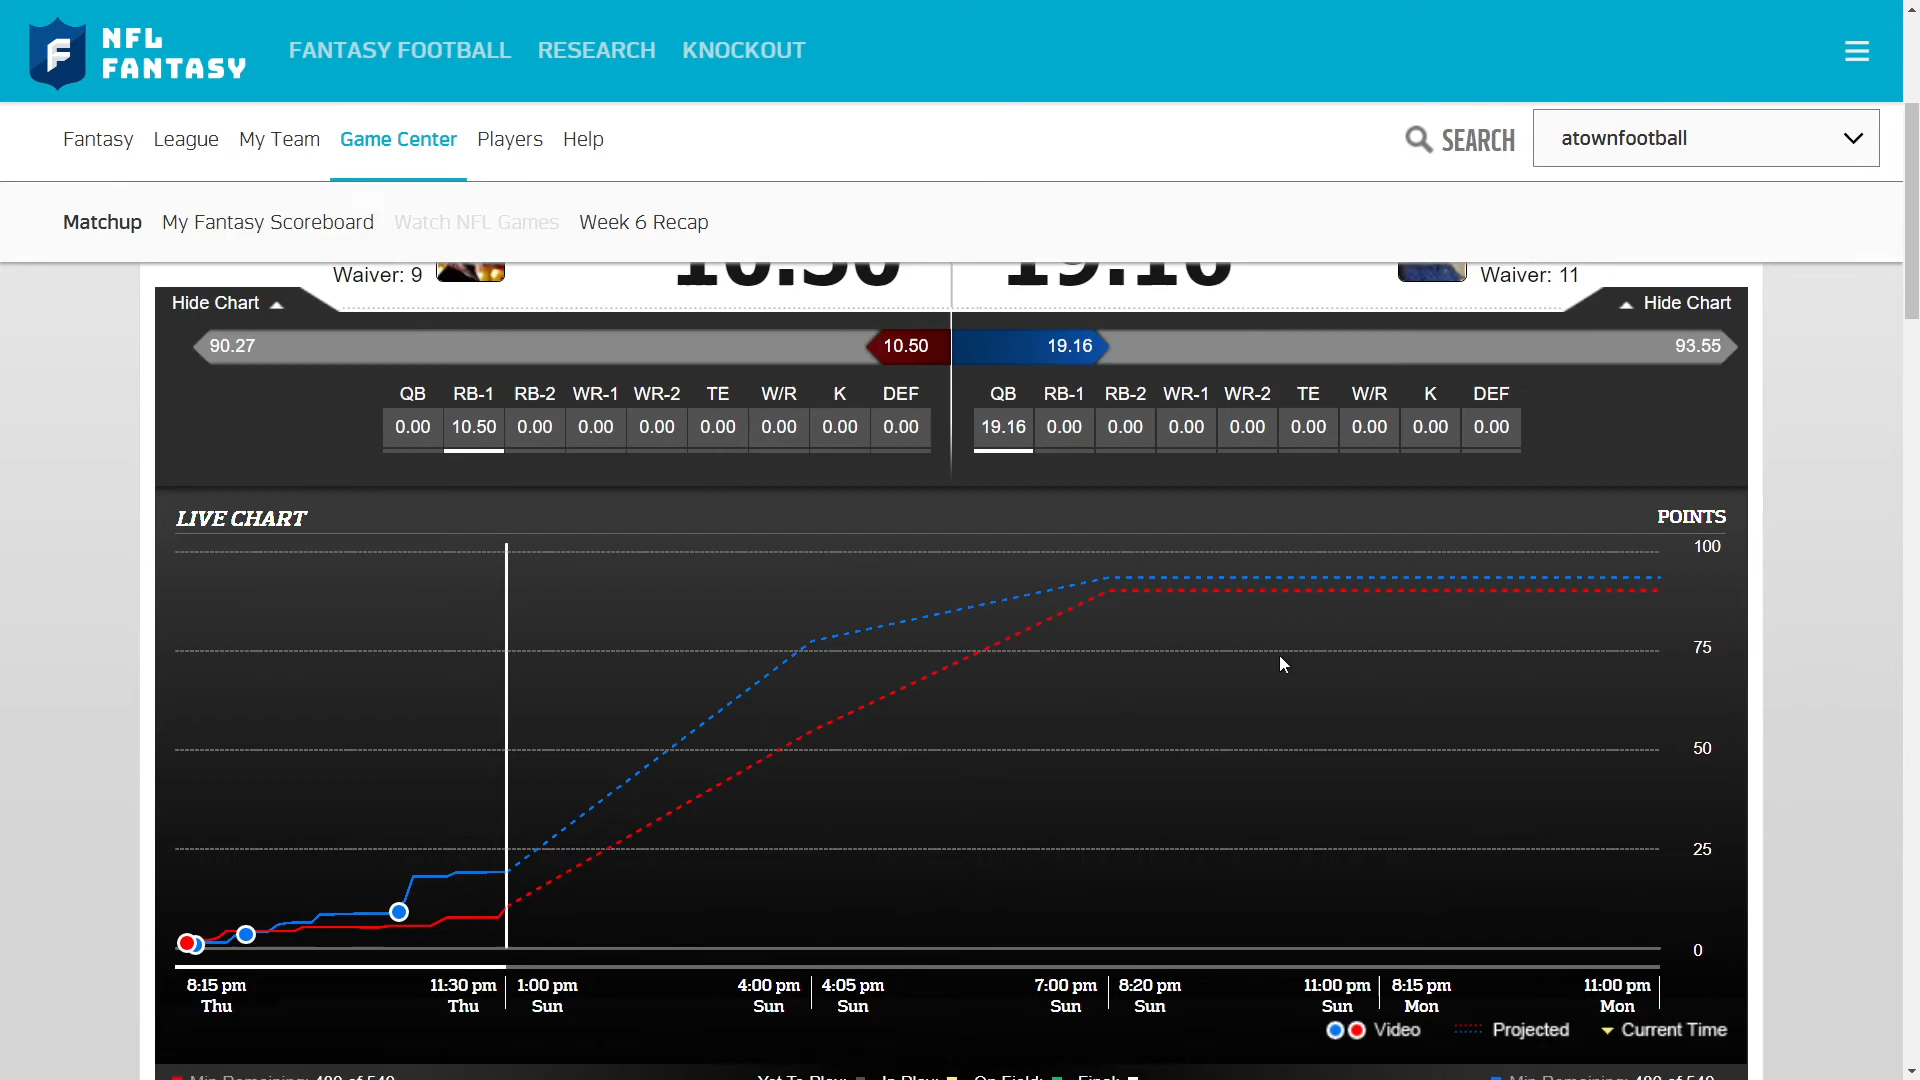 NFL
FANTASY
FANTASY FOOTBALL RESEARCH KNOCKOUT
Fantasy League My Team Game Center Players Help
SEARCH
atownfootball
Matchup My Fantasy Scoreboard Watch NFL Games Week 6 Recap
Waiver: 9 10.50 19.16 Waiver: 11
Hide Chart Hide Chart
90.27 10.50 19.16 93.55
QB RB-1 RB-2 WR-1 WR-2 TE W/R K DEF QB RB-1 RB-2 WR-1 WR-2 TE W/R K DEF
0.00 10.50 0.00 0.00 0.00 0.00 0.00 0.00 0.00 19.16 0.00 0.00 0.00 0.00 0.00 0.00 0.00 0.00
LIVE CHART POINTS
100
75
50
25
0
8:15 pm 11:30 pm 1:00 pm 4:00 pm 4:05 pm 7:00 pm 8:20 pm 11:00 pm 8:15 pm 11:00 pm
Thu Thu Sun Sun Sun Sun Sun Sun Mon Mon
Video Projected Current Time